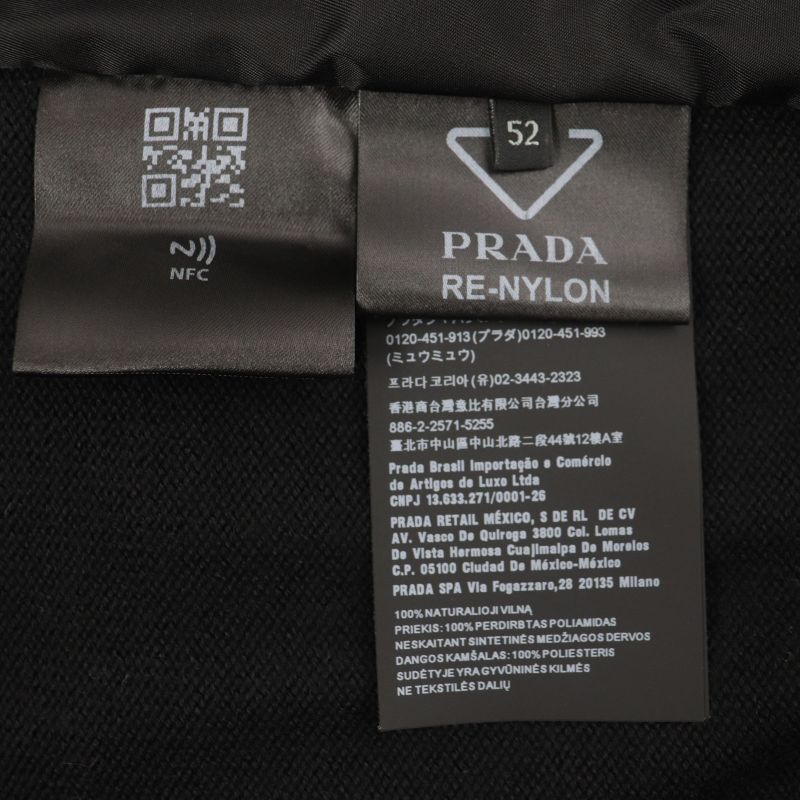 NFC
52
PRADA
RE-NYLON
0120-451-913(プラダ)0120-451-993
(ミュウミュウ)
프라다 코리아 (유)02-3443-2323
香港商台灣意比有限公司台灣分公司
886-2-2571-5255
臺北市中山區中山北路二段44號12樓A室
Prada Brasil Importação e Comércio
de Artigos de Luxo Ltda
CNPJ 13.633.271/0001-26
PRADA RETAIL MÉXICO, S DE RL DE CV
AV. Vasco De Quiroga 3800 Col. Lomas
De Vista Hermosa Cuajimalpa De Morelos
C.P. 05100 Ciudad De México-México
PRADA SPA Via Fogazzaro,28 20135 Milano
100% NATURALIOJI VILNĄ
PRIEKIS: 100% PERDIRBTAS POLIAMIDAS
NESKAITANT SINTETINĖS MEDŽIAGOS DERVOS
DANGOS KAMŠALAS: 100% POLIESTERIS
SUDĖTYJE YRA GYVŪNINĖS KILMĖS
NE TEKSTILĖS DALIŲ